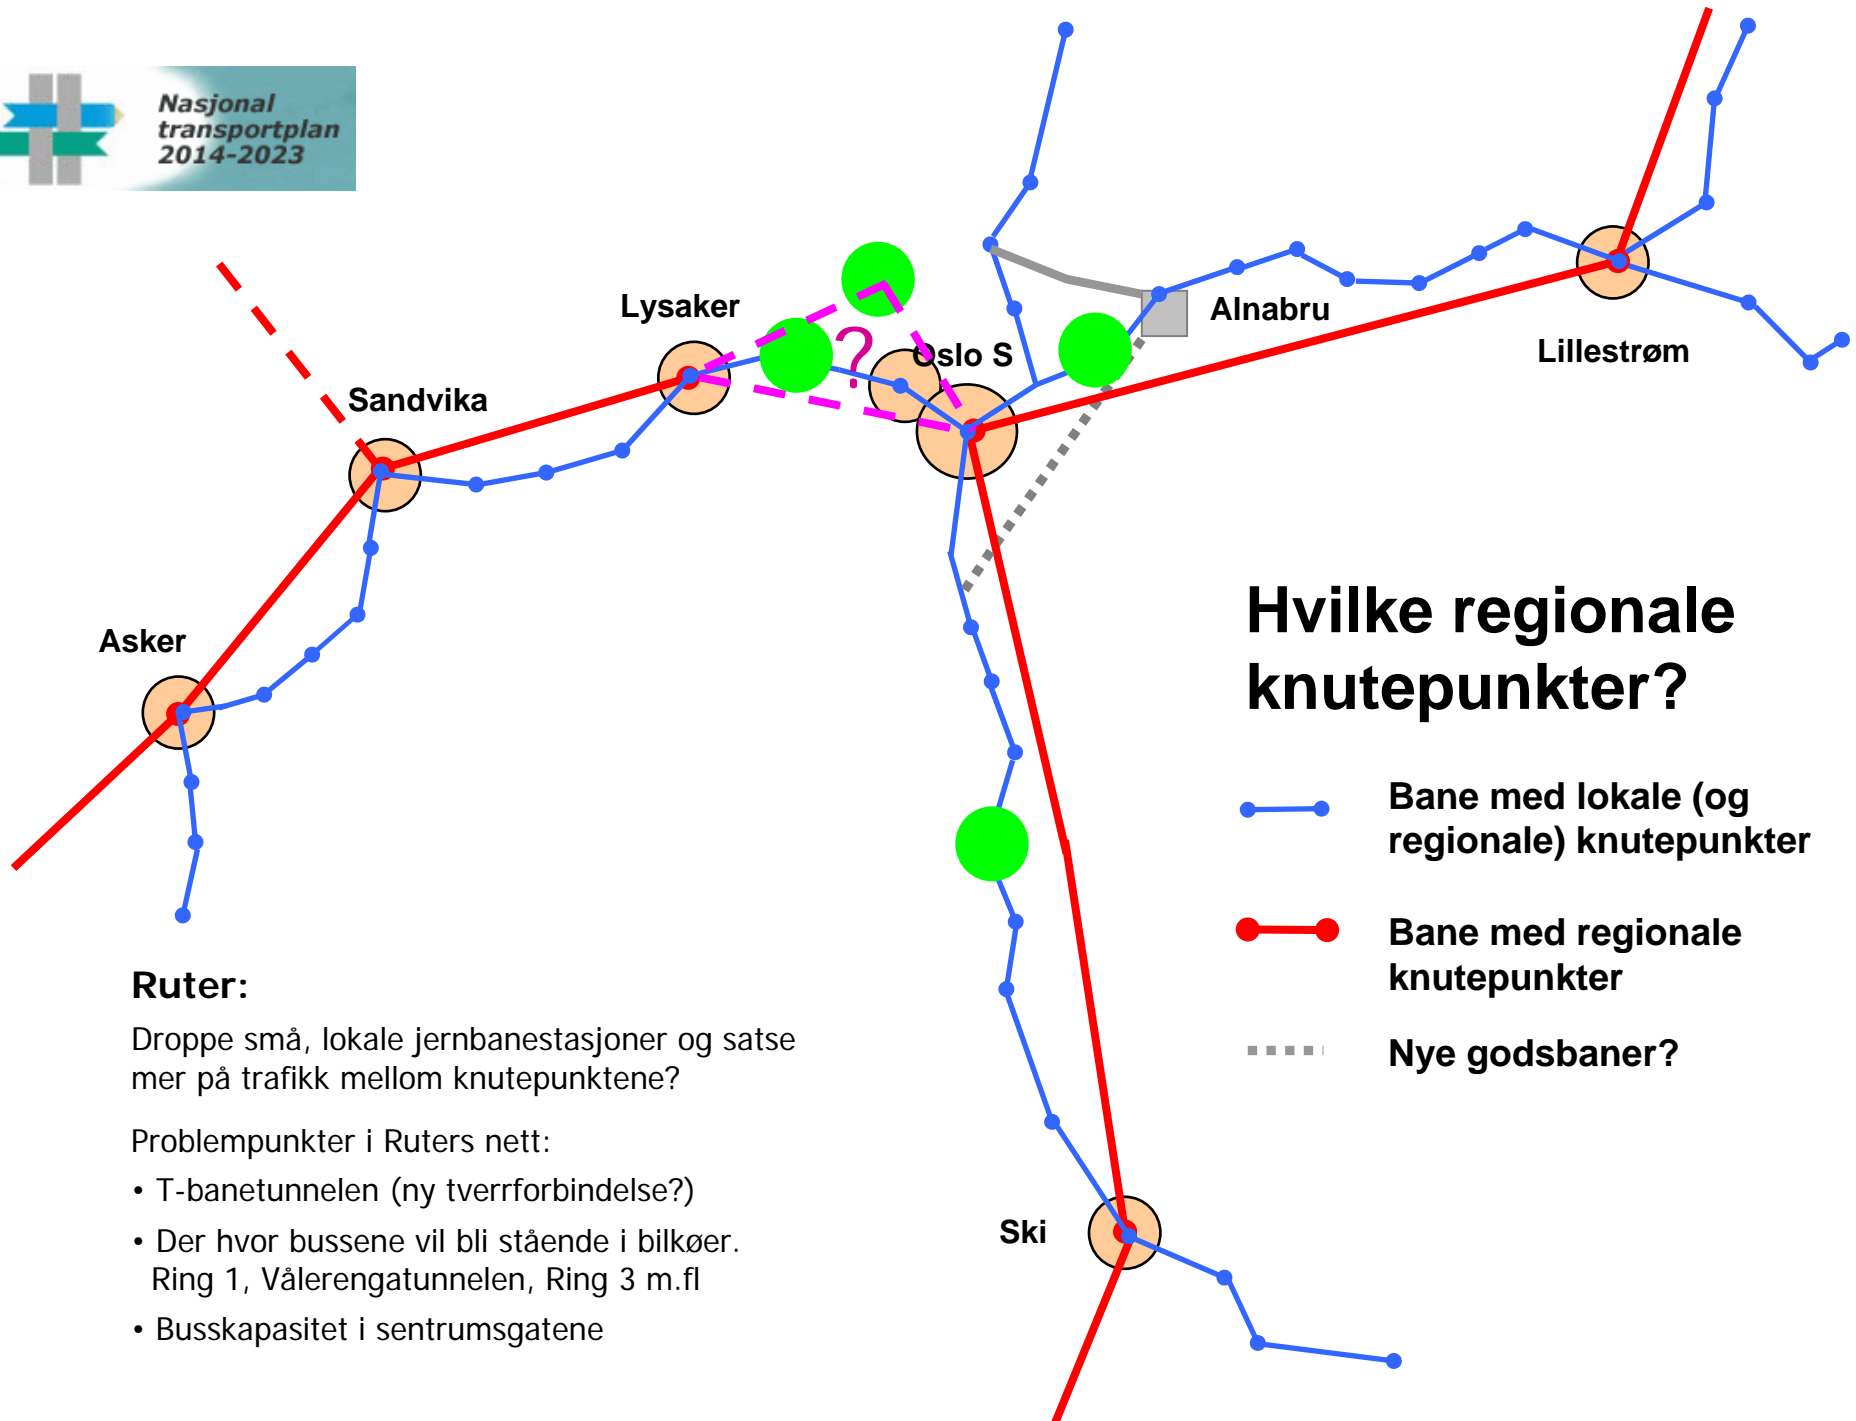 Nasjonal
transportplan
2014-2023
Lysaker
?
Oslo S
Alnabru
Lillestrøm
Sandvika
Asker
Hvilke regionale
knutepunkter?
Bane med lokale (og
regionale) knutepunkter
Bane med regionale
knutepunkter
Nye godsbaner?
Ruter:
Droppe små, lokale jernbanestasjoner og satse
mer på trafikk mellom knutepunktene?
Problempunkter i Ruters nett:
• T-banetunnelen (ny tverrforbindelse?)
• Der hvor bussene vil bli stående i bilkøer.
Ring 1, Vålerengatunnelen, Ring 3 m.fl
• Busskapasitet i sentrumsgatene
Ski